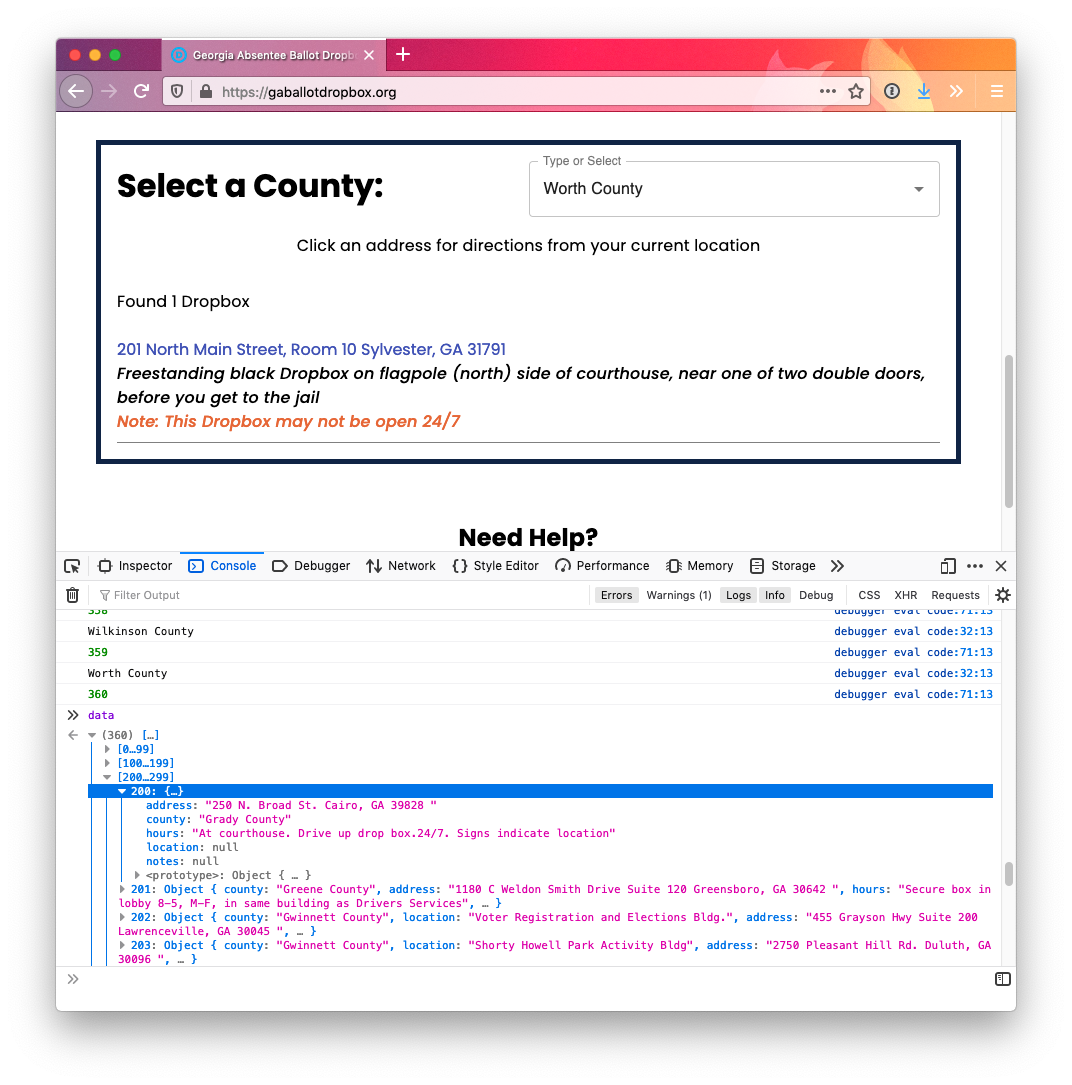 Georgia Absentee Ballot Dropb
https://gaballotdropbox.org
Type or Select
Select a County:
Worth County
Click an address for directions from your current location
Found 1 Dropbox
201 North Main Street, Room 10 Sylvester, GA 31791
Freestanding black Dropbox on flagpole (north) side of courthouse, near one of two double doors,
before you get to the jail
Note: This Dropbox may not be open 24/7
Need Help?
Inspector Console Debugger Network {} Style Editor Performance Memory Storage
Filter Output Errors Warnings (1) Logs Info Debug CSS XHR Requests
358 debugger eval code:71:13
Wilkinson County debugger eval code:32:13
359 debugger eval code:71:13
Worth County debugger eval code:32:13
360 debugger eval code:71:13
data
(360) […]
[0…99]
[100…199]
[200…299]
200: {…}
address: "250 N. Broad St. Cairo, GA 39828 "
county: "Grady County"
hours: "At courthouse. Drive up drop box.24/7. Signs indicate location"
location: null
notes: null
<prototype>: Object { … }
201: Object { county: "Greene County", address: "1180 C Weldon Smith Drive Suite 120 Greensboro, GA 30642 ", hours: "Secure box in
lobby 8–5, M–F, in same building as Drivers Services", … }
202: Object { county: "Gwinnett County", location: "Voter Registration and Elections Bldg.", address: "455 Grayson Hwy Suite 200
Lawrenceville, GA 30045 ", … }
203: Object { county: "Gwinnett County", location: "Shorty Howell Park Activity Bldg", address: "2750 Pleasant Hill Rd. Duluth, GA
30096 ", … }